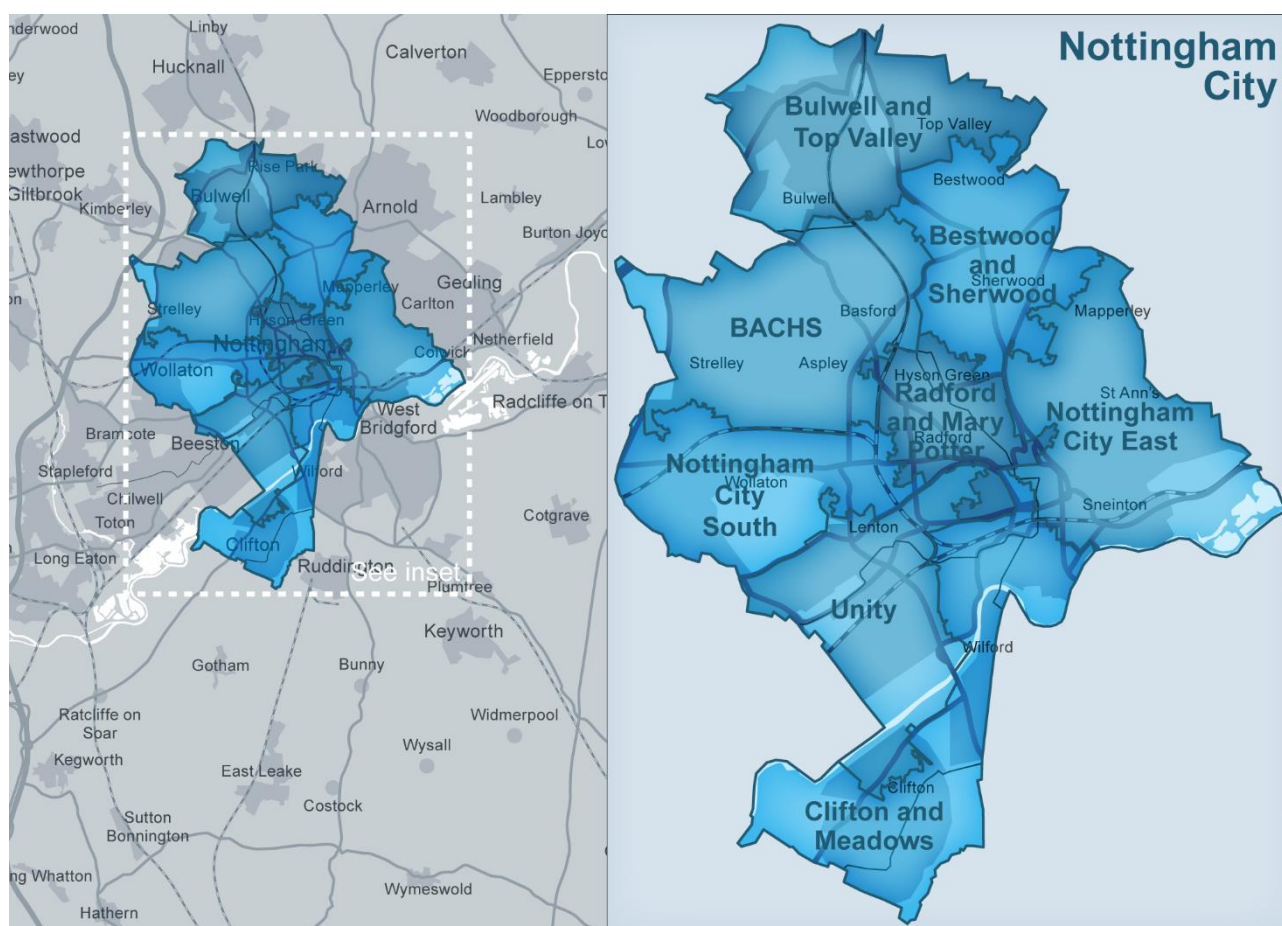 Linby
Calverton
Hucknall
Woodborough
Kimberley
Rise Park
Bulwell
Arnold
Lambley
Gedling
Strelley
Mapperley
Carlton
Hyson Green
Nottingham
Netherfield
Colwick
Wollaton
West
Bridgford
Bramcote
Beeston
Stapleford
Wilford
Chilwell
Toton
Cotgrave
Long Eaton
Clifton
Ruddington
See inset
Plumtree
Keyworth
Gotham
Bunny
Ratcliffe on
Soar
Widmerpool
Wysall
Kegworth
East Leake
Costock
Sutton
Bonnington
Wymeswold
Hathern
Giltbrook
Radcliffe on T
Burton Joyc
Epperst
ewthorpe
astwood
nderwood
ng Whatton
Nottingham
City
Bulwell and
Top Valley
Top Valley
Bestwood
Bulwell
Bestwood
and
Sherwood
Sherwood
Mapperley
Basford
BACHS
Strelley
Aspley
Hyson Green
Radford
and Mary
Potter
Radford
St Ann's
Nottingham
City East
Nottingham
City
South
Wollaton
Lenton
Sneinton
Unity
Wilford
Clifton
Clifton and
Meadows